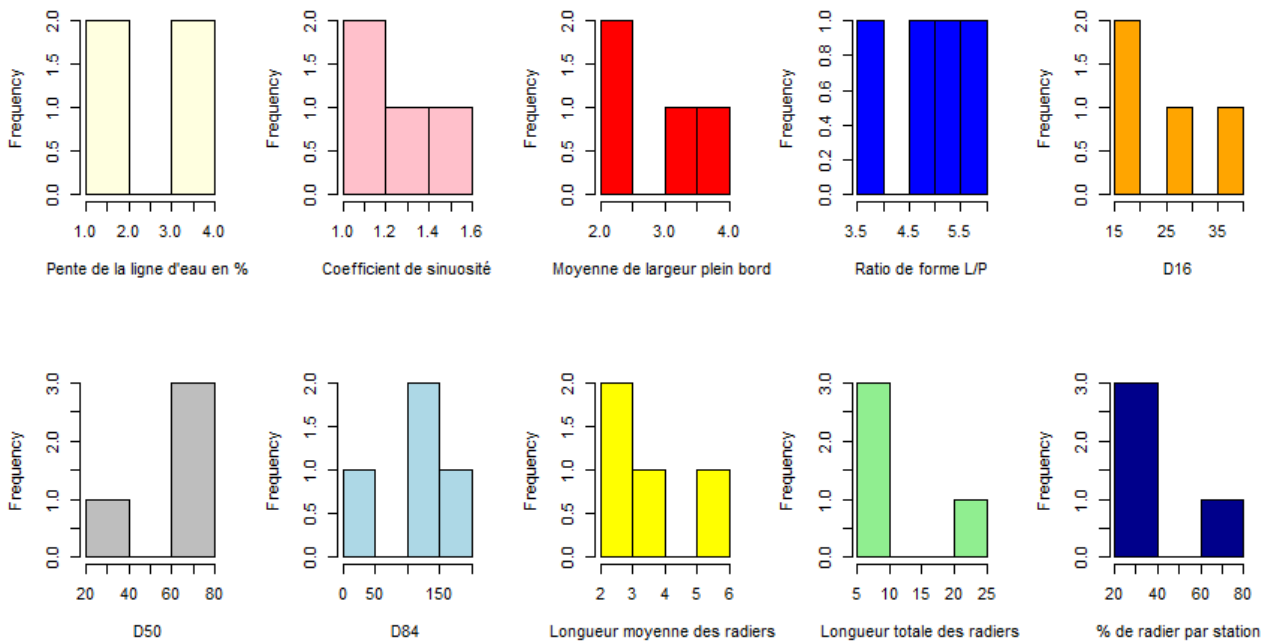 Frequency
0.0 0.5 1.0 1.5 2.0
1.0 2.0 3.0 4.0
Pente de la ligne d'eau en %
Frequency
0.0 0.5 1.0 1.5 2.0
1.0 1.2 1.4 1.6
Coefficient de sinuosité
Frequency
0.0 0.5 1.0 1.5 2.0
2.0 3.0 4.0
Moyenne de largeur plein bord
Frequency
0.0 0.2 0.4 0.6 0.8 1.0
3.5 4.5 5.5
Ratio de forme L/P
Frequency
0.0 0.5 1.0 1.5 2.0
15 25 35
D16
Frequency
0.0 1.0 2.0 3.0
20 40 60 80
D50
Frequency
0.0 0.5 1.0 1.5 2.0
0 50 150
D84
Frequency
0.0 0.5 1.0 1.5 2.0
2 3 4 5 6
Longueur moyenne des radiers
Frequency
0.0 1.0 2.0 3.0
5 10 15 20 25
Longueur totale des radiers
Frequency
0.0 1.0 2.0 3.0
20 40 60 80
% de radier par station